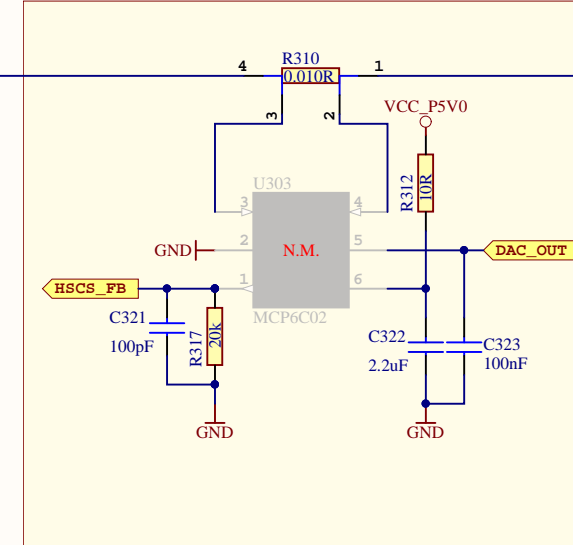 R310
4
0.010R
1
3
2
VCC_P5V0
R312
10R
U303
3
4
GND
2
N.M.
5
DAC_OUT
HSCS_FB
1
6
MCP6C02
C321
100pF
R317
20k
C322
2.2uF
C323
100nF
GND
GND